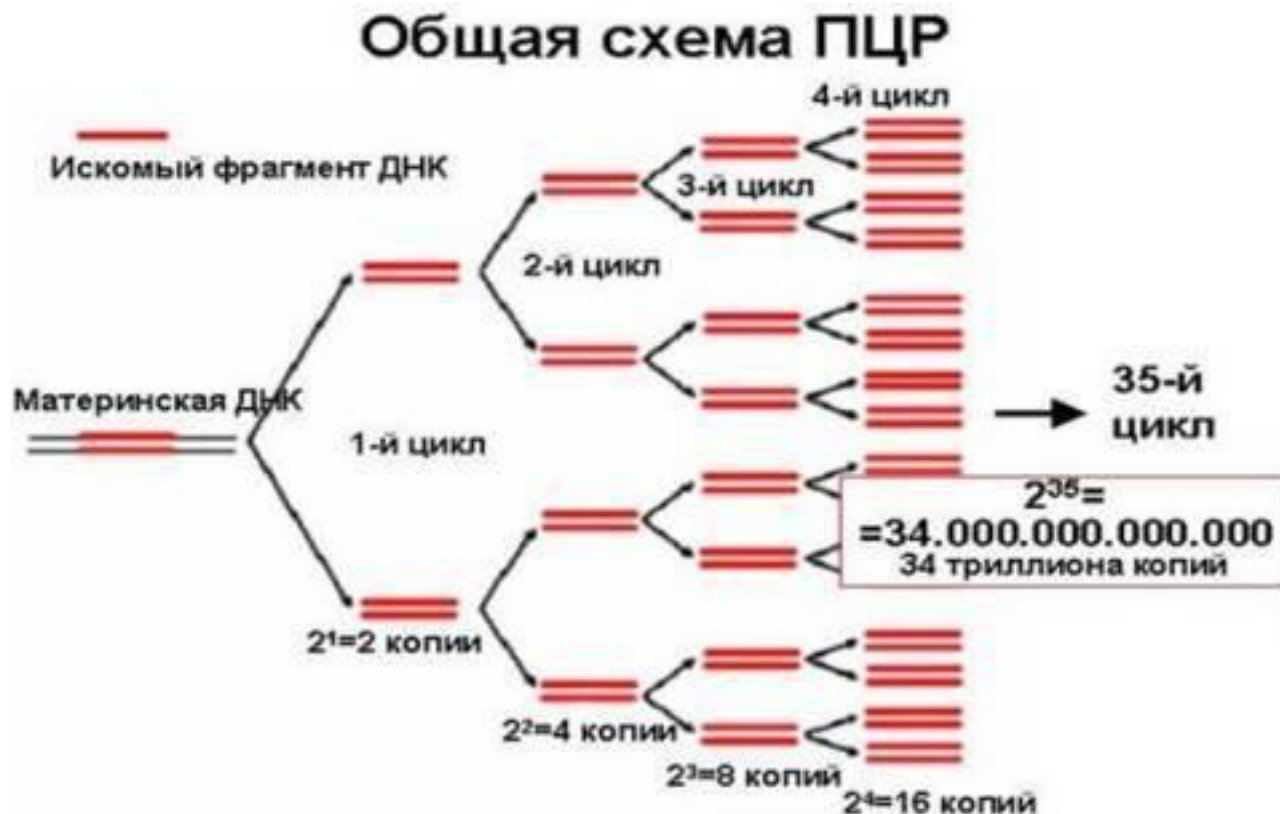 Общая схема ПЦР
4-й цикл
Искомый фрагмент ДНК
3-й цикл
2-й цикл
Материнская ДНК
35-й
цикл
1-й цикл
2³⁵=
=34.000.000.000.000
34 триллиона копий
2¹=2 копии
2²=4 копии
2³=8 копий
2⁴=16 копий